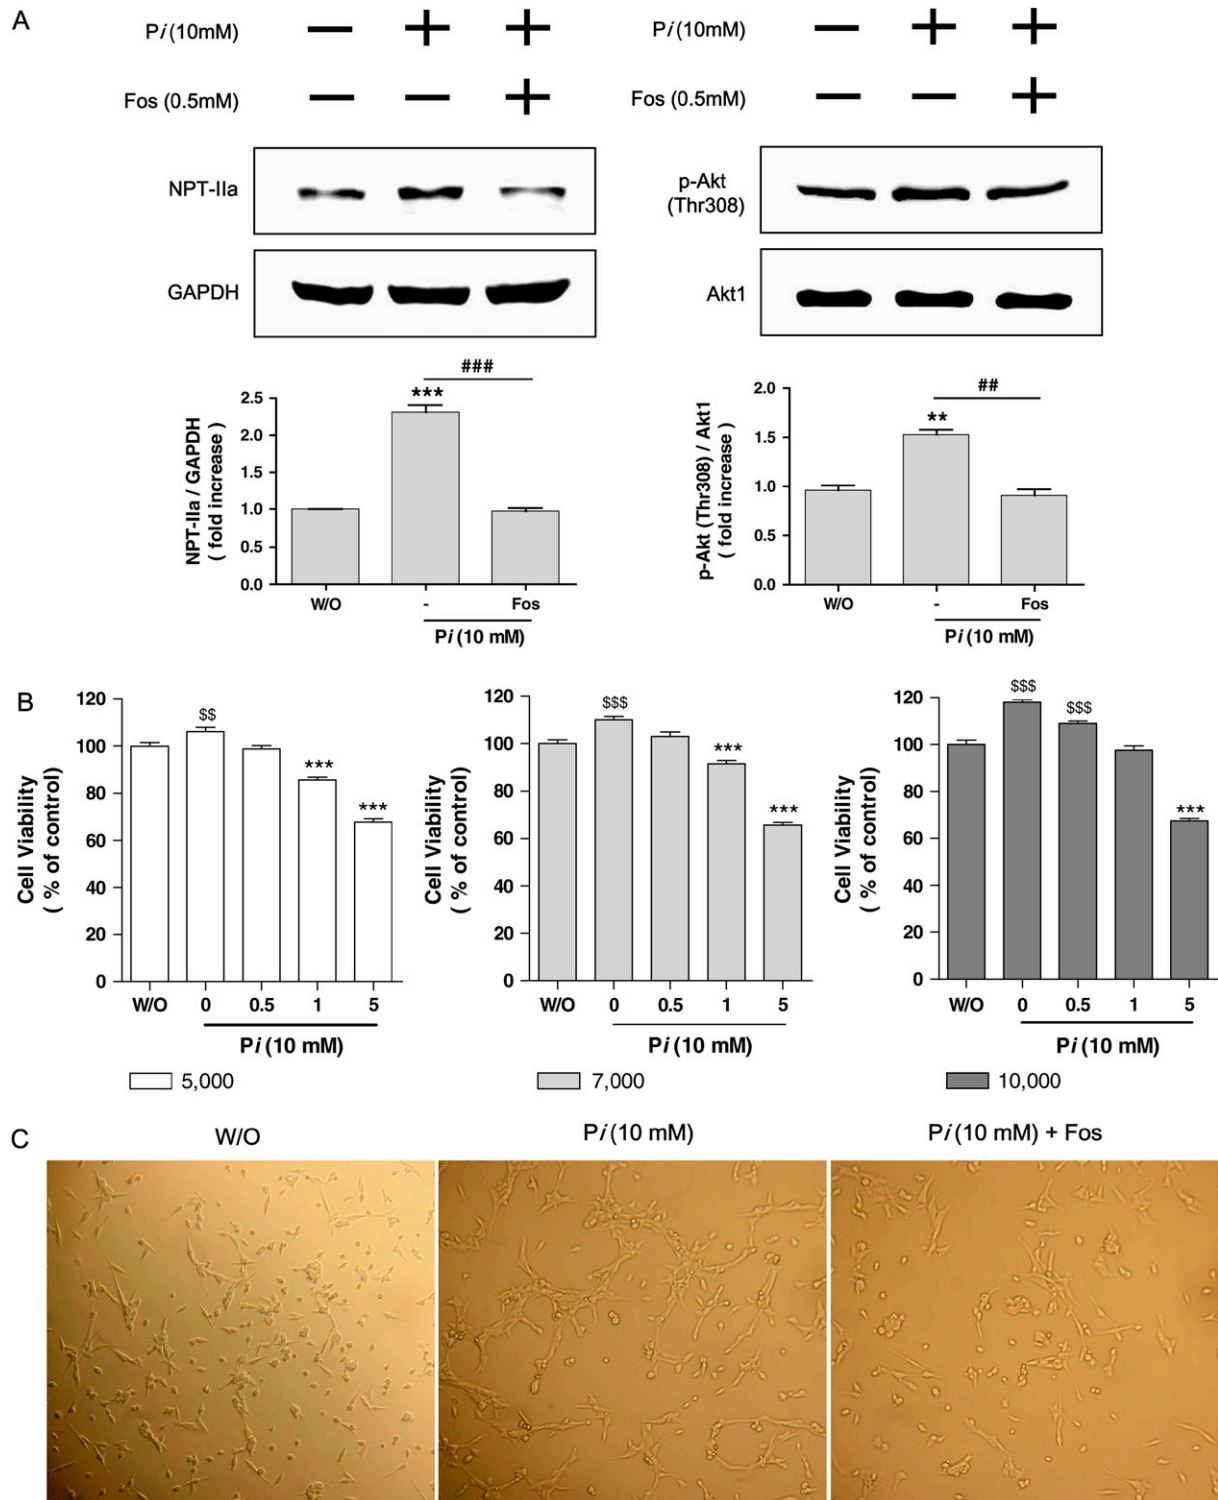 A
Pi (10mM)
Fos (0.5mM)
NPT-IIa
GAPDH
###
***
2.5
2.0
1.5
1.0
0.5
0.0
NPT-IIa / GAPDH
( fold increase )
W/O - Fos
Pi (10 mM)
Pi (10mM)
Fos (0.5mM)
p-Akt
(Thr308)
Akt1
##
**
2.0
1.5
1.0
0.5
0.0
p-Akt (Thr308) / Akt1
( fold increase )
W/O - Fos
Pi (10 mM)
B
120
100
80
60
40
20
0
Cell Viability
( % of control)
$$
***
***
W/O 0 0.5 1 5
Pi (10 mM)
5,000
120
100
80
60
40
20
0
Cell Viability
( % of control)
$$$
***
***
W/O 0 0.5 1 5
Pi (10 mM)
7,000
120
100
80
60
40
20
0
Cell Viability
( % of control)
$$$
$$$
***
W/O 0 0.5 1 5
Pi (10 mM)
10,000
C
W/O
Pi (10 mM)
Pi (10 mM) + Fos